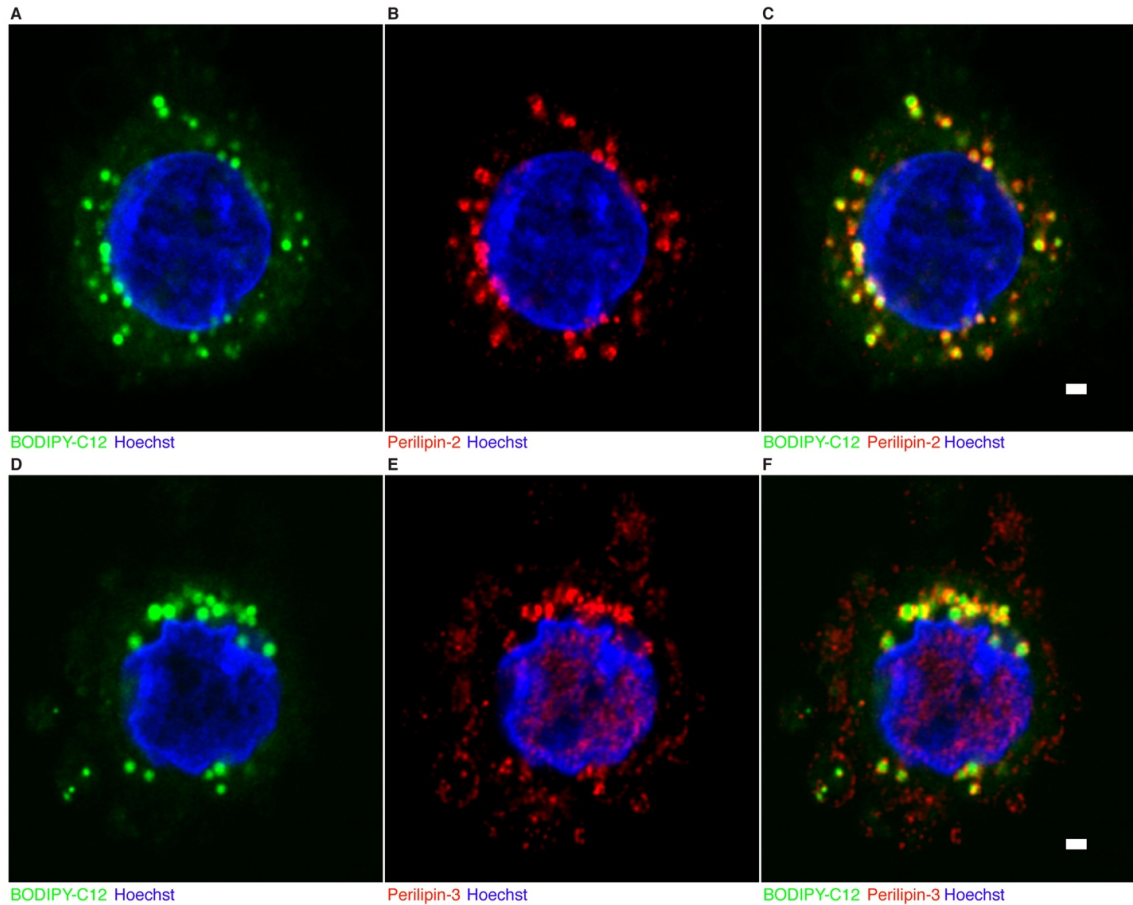 A
B
C
BODIPY-C12 Hoechst
Perilipin-2 Hoechst
BODIPY-C12 Perilipin-2 Hoechst
D
E
F
BODIPY-C12 Hoechst
Perilipin-3 Hoechst
BODIPY-C12 Perilipin-3 Hoechst